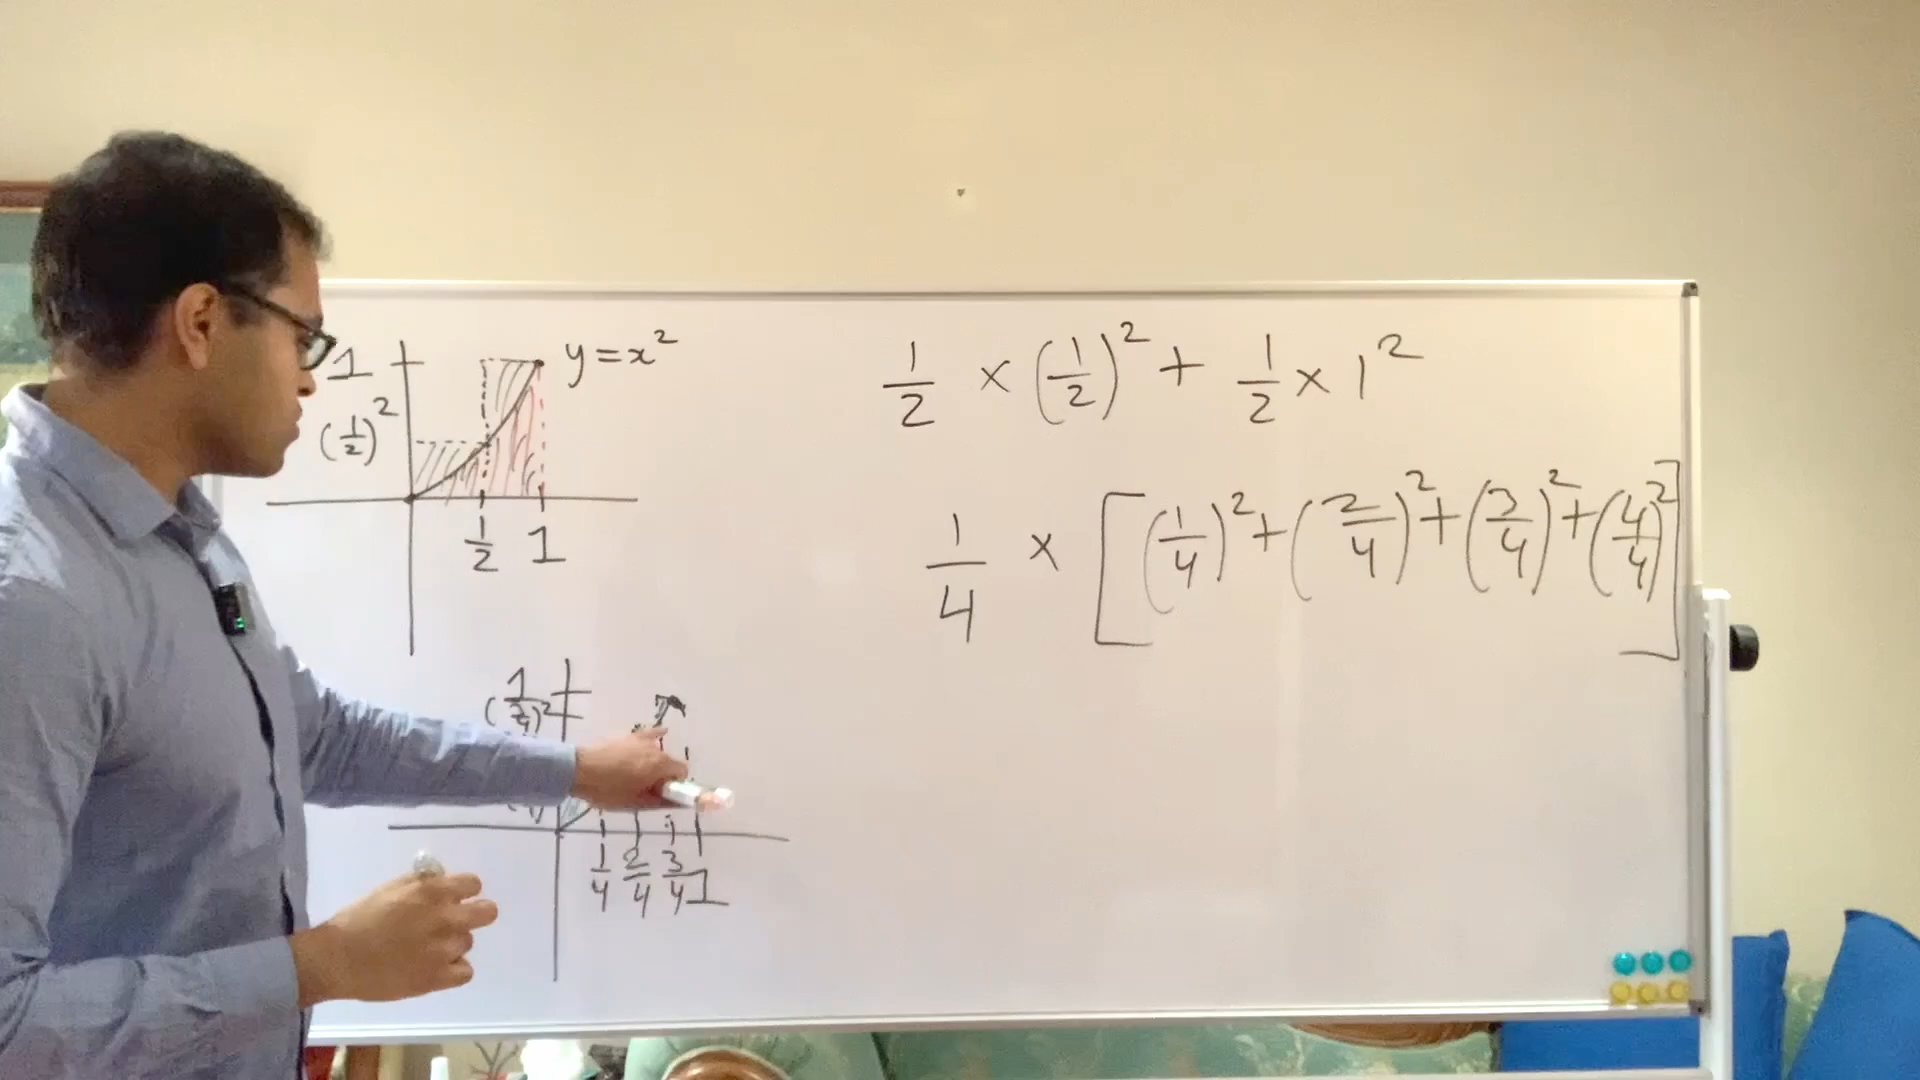 1
y = x²
(1/2)²
1/2 1
1/2 × (1/2)² + 1/2 × 1²
1/4 × [(1/4)² + (2/4)² + (3/4)² + (4/4)²]
1
1/4 2/4 3/4 1